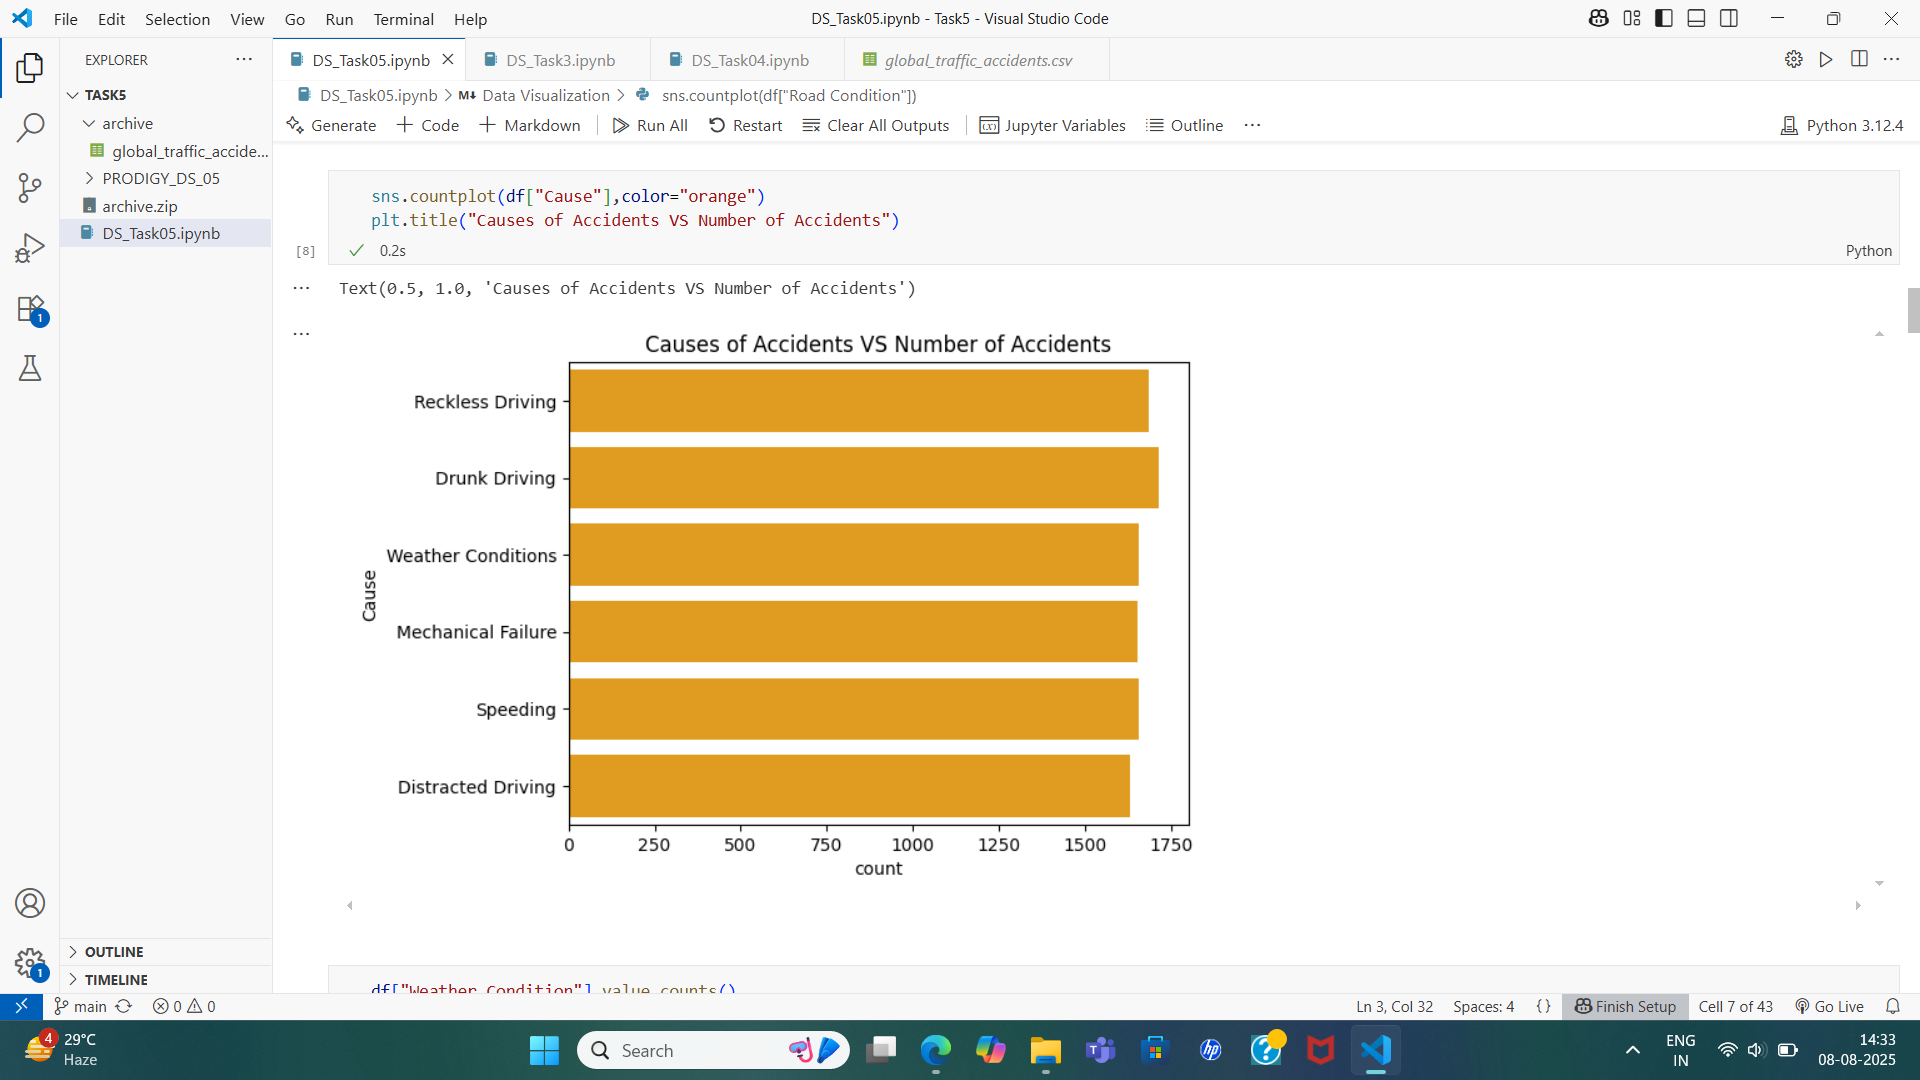 File Edit Selection View Go Run Terminal Help
DS_Task05.ipynb - Task5 - Visual Studio Code
EXPLORER
TASK5
archive
global_traffic_accide...
PRODIGY_DS_05
archive.zip
DS_Task05.ipynb
OUTLINE
TIMELINE
1
1
DS_Task05.ipynb DS_Task3.ipynb DS_Task04.ipynb global_traffic_accidents.csv
DS_Task05.ipynb > M↓ Data Visualization > sns.countplot(df["Road Condition"])
Generate + Code + Markdown Run All Restart Clear All Outputs Jupyter Variables Outline ... Python 3.12.4
sns.countplot(df["Cause"],color="orange")
plt.title("Causes of Accidents VS Number of Accidents")
[8] 0.2s Python
Text(0.5, 1.0, 'Causes of Accidents VS Number of Accidents')
Causes of Accidents VS Number of Accidents
Cause
Reckless Driving
Drunk Driving
Weather Conditions
Mechanical Failure
Speeding
Distracted Driving
0 250 500 750 1000 1250 1500 1750
count
df["Weather Condition"].value_counts()
main 0 0 Ln 3, Col 32 Spaces: 4 {} Finish Setup Cell 7 of 43 Go Live
4
29°C
Haze
Search
hp
ENG
IN
14:33
08-08-2025